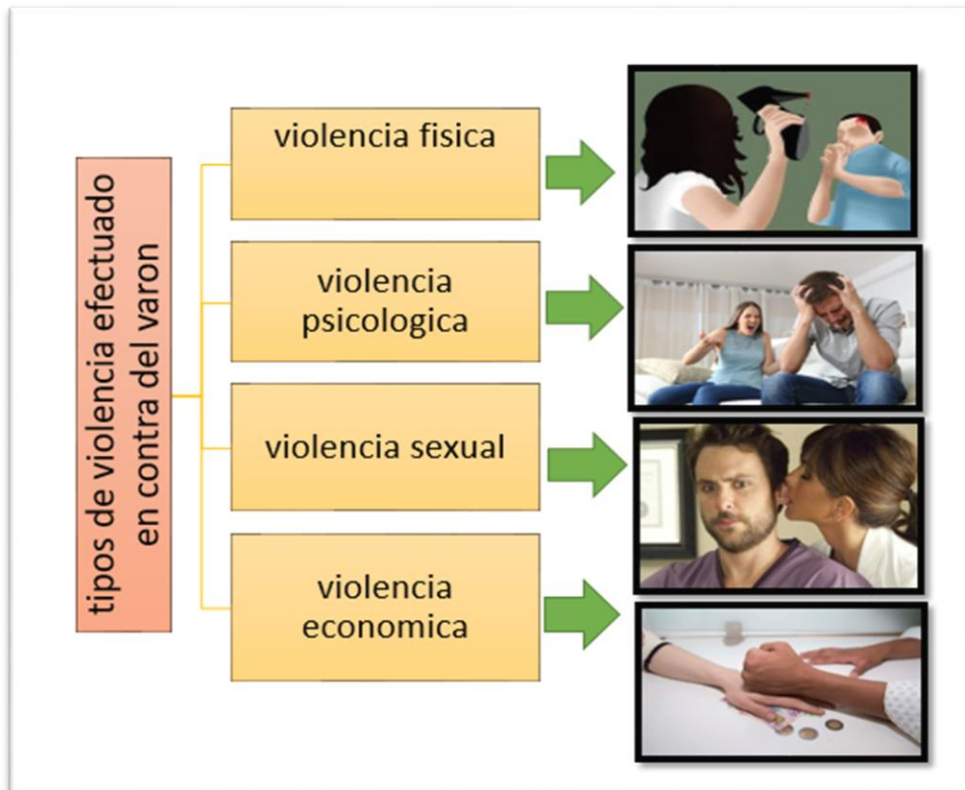 tipos de violencia efectuado
en contra del varon
violencia fisica
violencia
psicologica
violencia sexual
violencia
economica